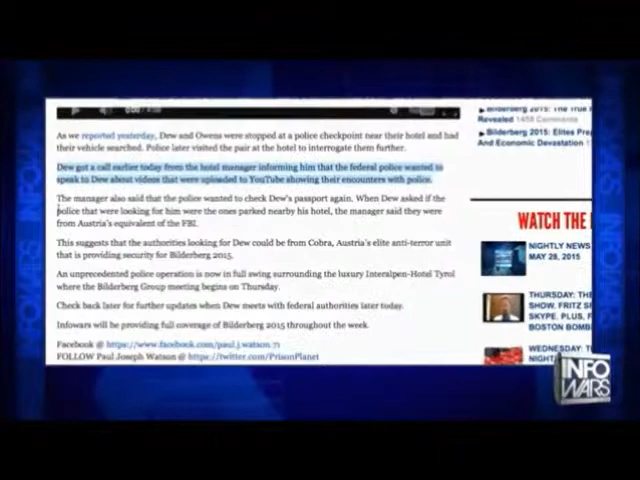 As we reported yesterday, Dew and Owens were stopped at a police checkpoint near their hotel and had
their vehicle searched. Police later visited the pair at the hotel to interrogate them further.
Dew got a call earlier today from the hotel manager informing him that the federal police wanted to
speak to Dew about videos that were uploaded to YouTube showing their encounters with police.
The manager also said that the police wanted to check Dew's passport again. When Dew asked if the
police that were looking for him were the ones parked nearby his hotel, the manager said they were
from Austria's equivalent of the FBI.
This suggests that the authorities looking for Dew could be from Cobra, Austria's elite anti-terror unit
that is providing security for Bilderberg 2015.
An unprecedented police operation is now in full swing surrounding the luxury Interalpen-Hotel Tyrol
where the Bilderberg Group meeting begins on Thursday.
Check back later for further updates when Dew meets with federal authorities later today.
Infowars will be providing full coverage of Bilderberg 2015 throughout the week.
Facebook @ https://www.facebook.com/paul.j.watson.71
FOLLOW Paul Joseph Watson @ https://twitter.com/PrisonPlanet
Bilderberg 2015: The True
Revealed 1458 Comments
Bilderberg 2015: Elites Prep
And Economic Devastation
WATCH THE
NIGHTLY NEWS
MAY 28, 2015
THURSDAY: THE
SHOW. FRITZ S
SKYPE. PLUS, F
BOSTON BOMB
WEDNESDAY: T
NIGHT
INFO
WARS